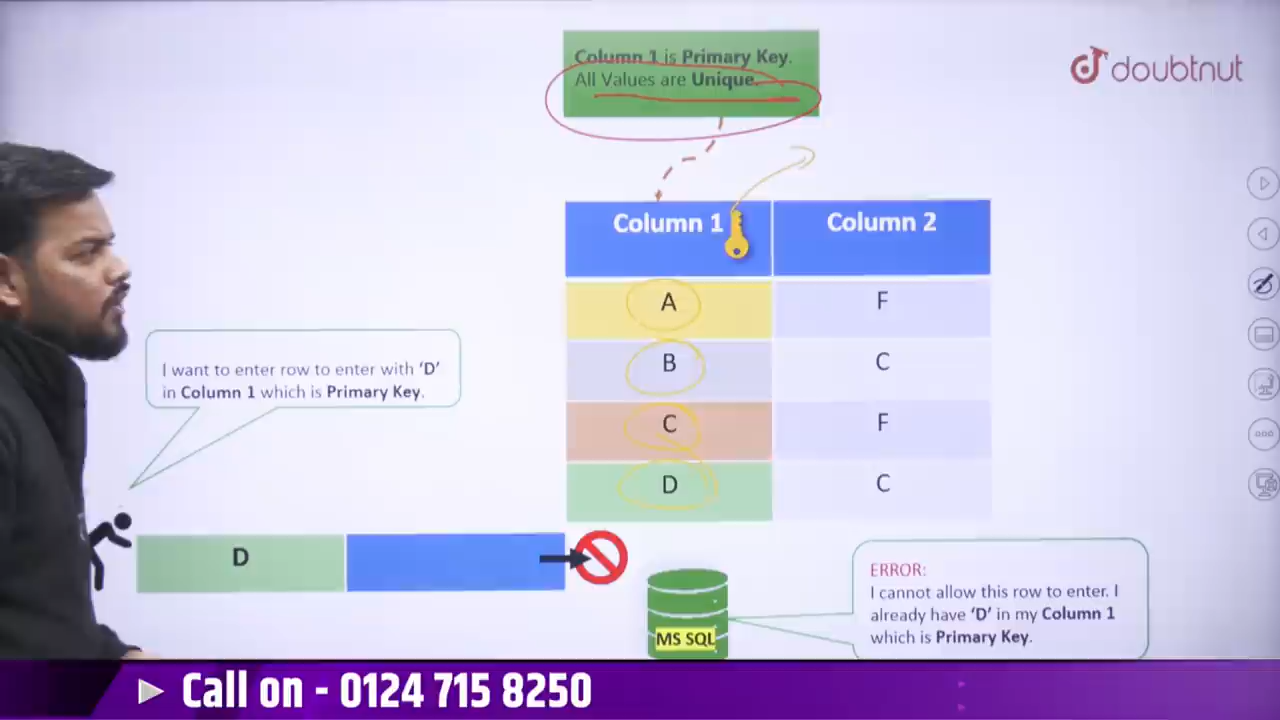 Column 1 is Primary Key.
All Values are Unique.
doubtnut
Column 1
Column 2
A
F
B
C
C
F
D
C
I want to enter row to enter with ‘D’
in Column 1 which is Primary Key.
D
MS SQL
ERROR:
I cannot allow this row to enter. I
already have ‘D’ in my Column 1
which is Primary Key.
Call on - 0124 715 8250